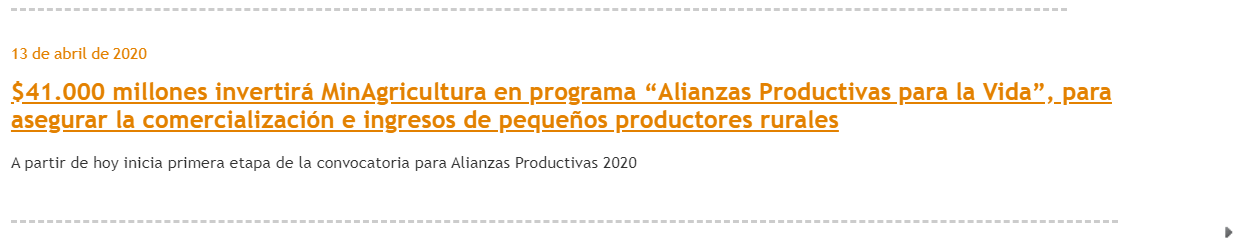 13 de abril de 2020
$41.000 millones invertirá MinAgricultura en programa “Alianzas Productivas para la Vida”, para
asegurar la comercialización e ingresos de pequeños productores rurales
A partir de hoy inicia primera etapa de la convocatoria para Alianzas Productivas 2020